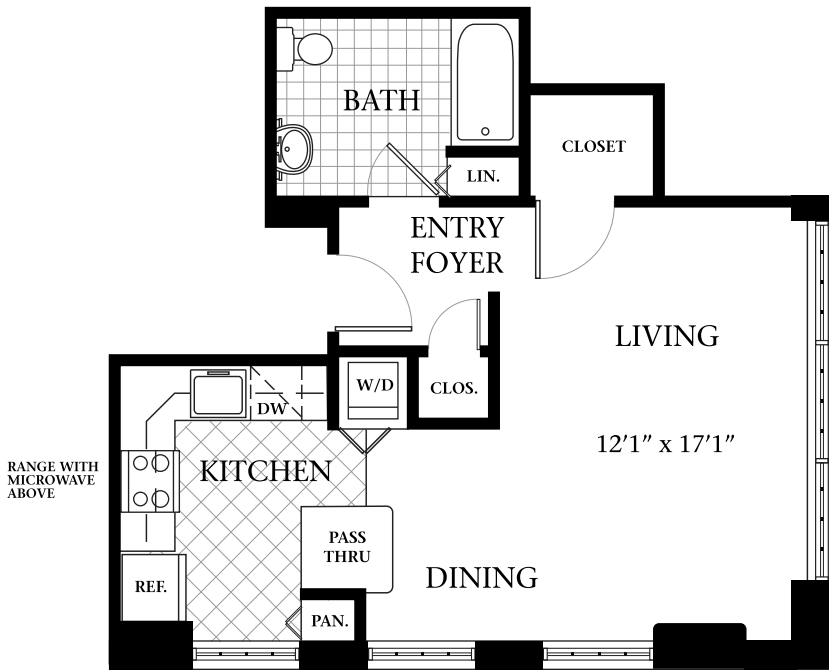 BATH
CLOSET
LIN.
ENTRY
FOYER
LIVING
W/D
CLOS.
DW
12'1" x 17'1"
KITCHEN
RANGE WITH
MICROWAVE
ABOVE
PASS
THRU
DINING
REF.
PAN.